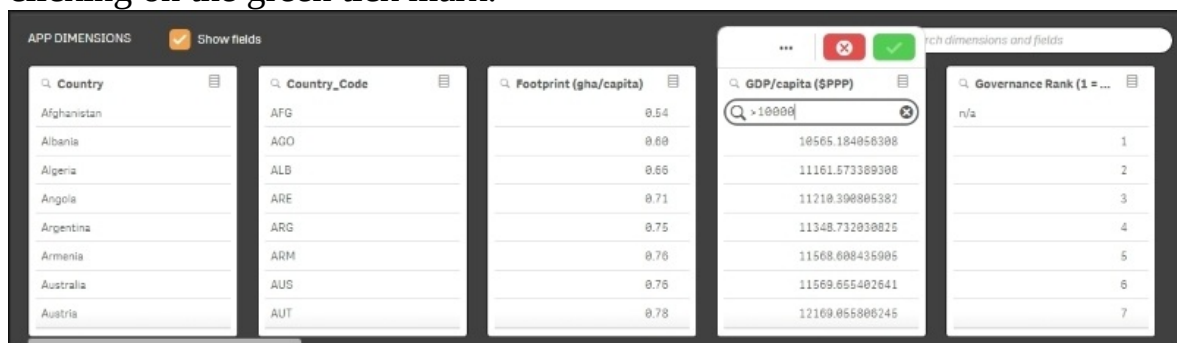 clicking on the green tick mark.
APP DIMENSIONS Show fields ... rch dimensions and fields
Country Country_Code Footprint (gha/capita) GDP/capita ($PPP) Governance Rank (1 = ...
Afghanistan AFG 0.54 >10000 n/a
Albania AGO 0.60 10565.184056308 1
Algeria ALB 0.66 11161.573389308 2
Angola ARE 0.71 11210.390805382 3
Argentina ARG 0.75 11348.732030825 4
Armenia ARM 0.76 11568.608435905 5
Australia AUS 0.76 11569.655402641 6
Austria AUT 0.78 12169.055806245 7